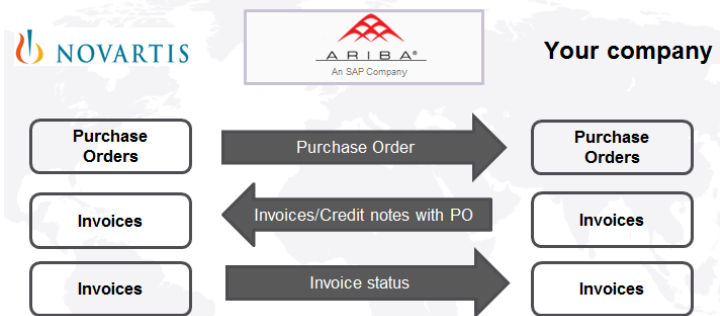 NOVARTIS
ARIBA®
An SAP Company
Your company
Purchase
Orders
Purchase Order
Purchase
Orders
Invoices
Invoices/Credit notes with PO
Invoices
Invoices
Invoice status
Invoices